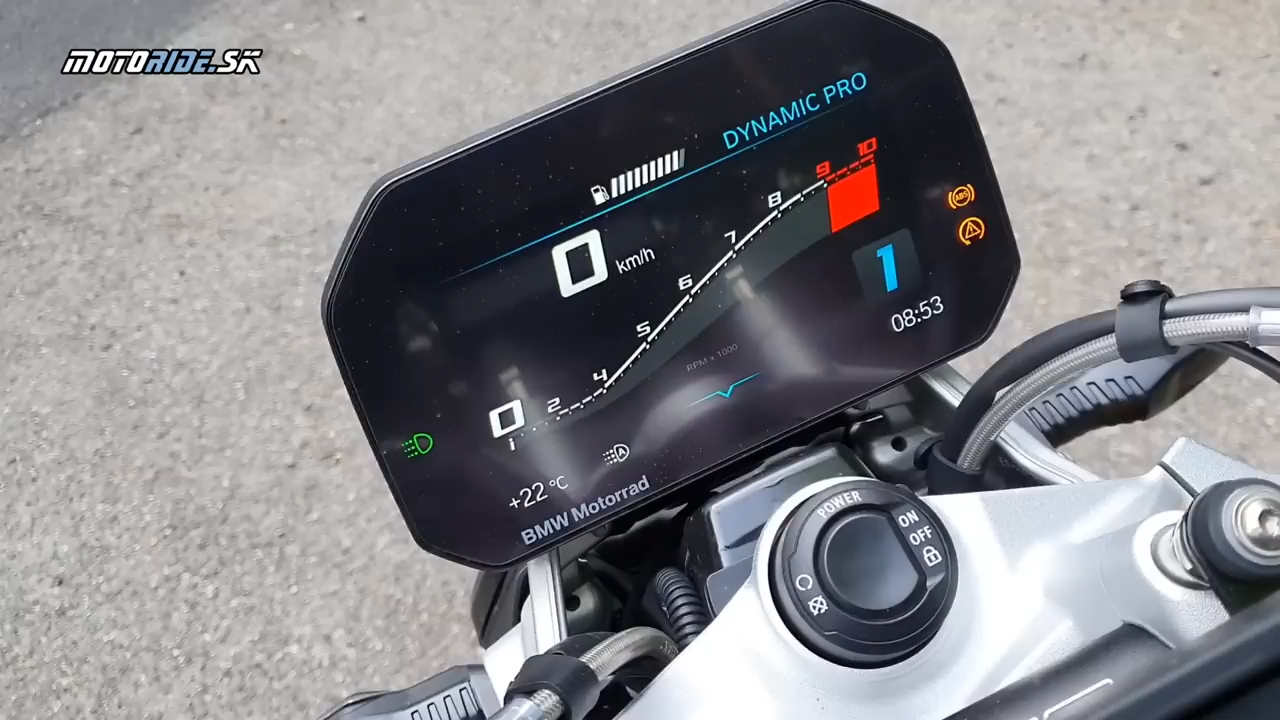 MOTORIDE.SK
DYNAMIC PRO
10
9
8
7
6
5
4
2
0
0 km/h
ABS
1
08:53
RPM x 1000
A
+22 °C
BMW Motorrad
POWER
ON
OFF